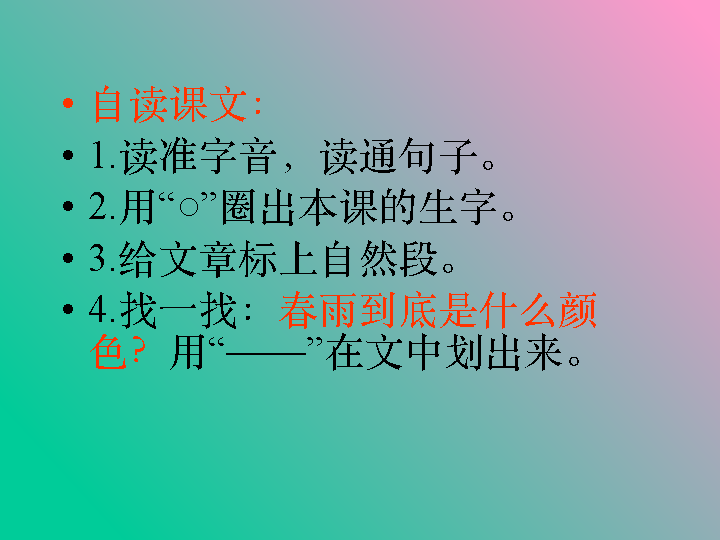 • 自读课文：
• 1.读准字音，读通句子。
• 2.用“○”圈出本课的生字。
• 3.给文章标上自然段。
• 4.找一找：春雨到底是什么颜
色？用“——”在文中划出来。